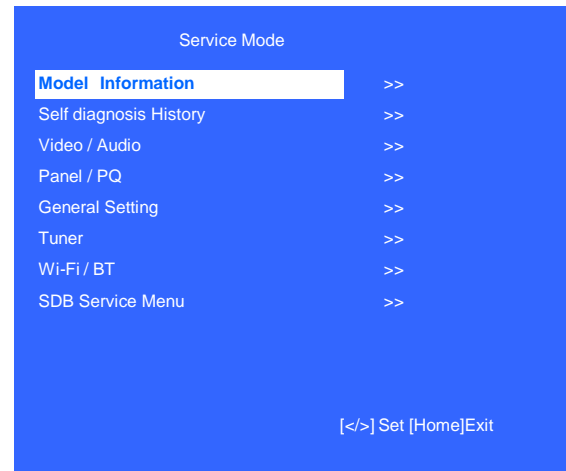 Service Mode
Model Information >>
Self diagnosis History >>
Video / Audio >>
Panel / PQ >>
General Setting >>
Tuner >>
Wi-Fi / BT >>
SDB Service Menu >>
[</>] Set [Home]Exit